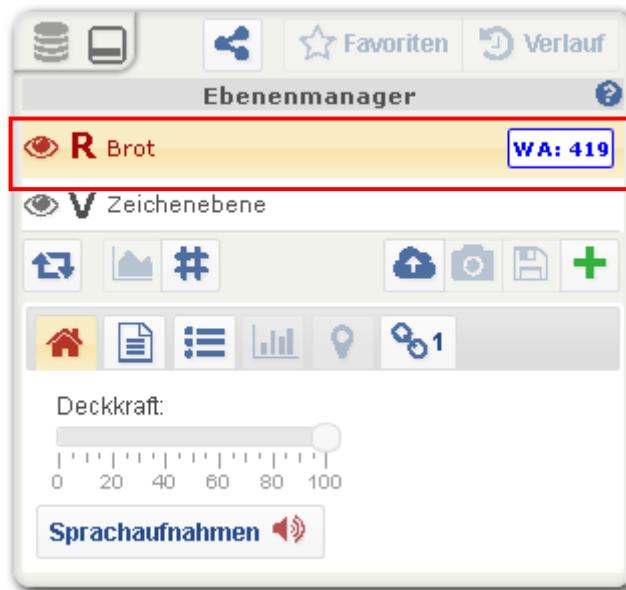 Favoriten
Verlauf
Ebenenmanager
R Brot WA: 419
V Zeichenebene
1
Deckkraft:
0 20 40 60 80 100
Sprachaufnahmen